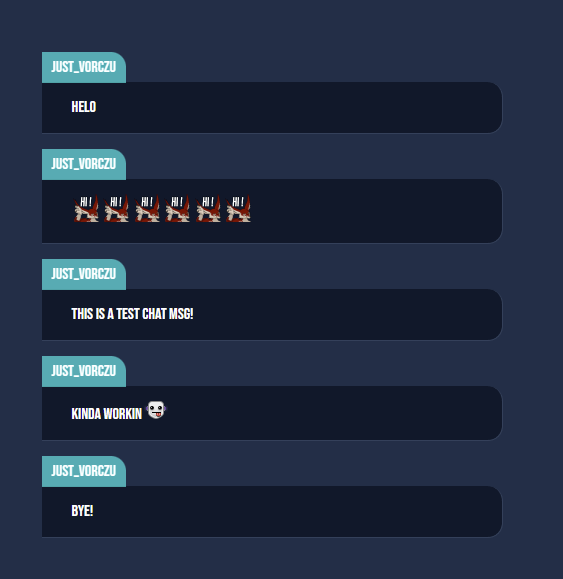 JUST_VORCZU
HELO
JUST_VORCZU
HI! HI! HI! HI! HI! HI!
JUST_VORCZU
THIS IS A TEST CHAT MSG!
JUST_VORCZU
KINDA WORKIN
JUST_VORCZU
BYE!